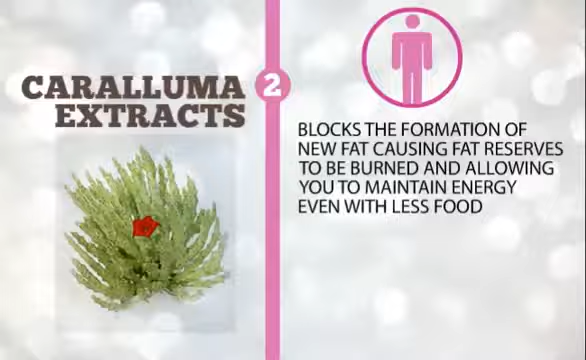 CARALLUMA
EXTRACTS
2
BLOCKS THE FORMATION OF
NEW FAT CAUSING FAT RESERVES
TO BE BURNED AND ALLOWING
YOU TO MAINTAIN ENERGY
EVEN WITH LESS FOOD